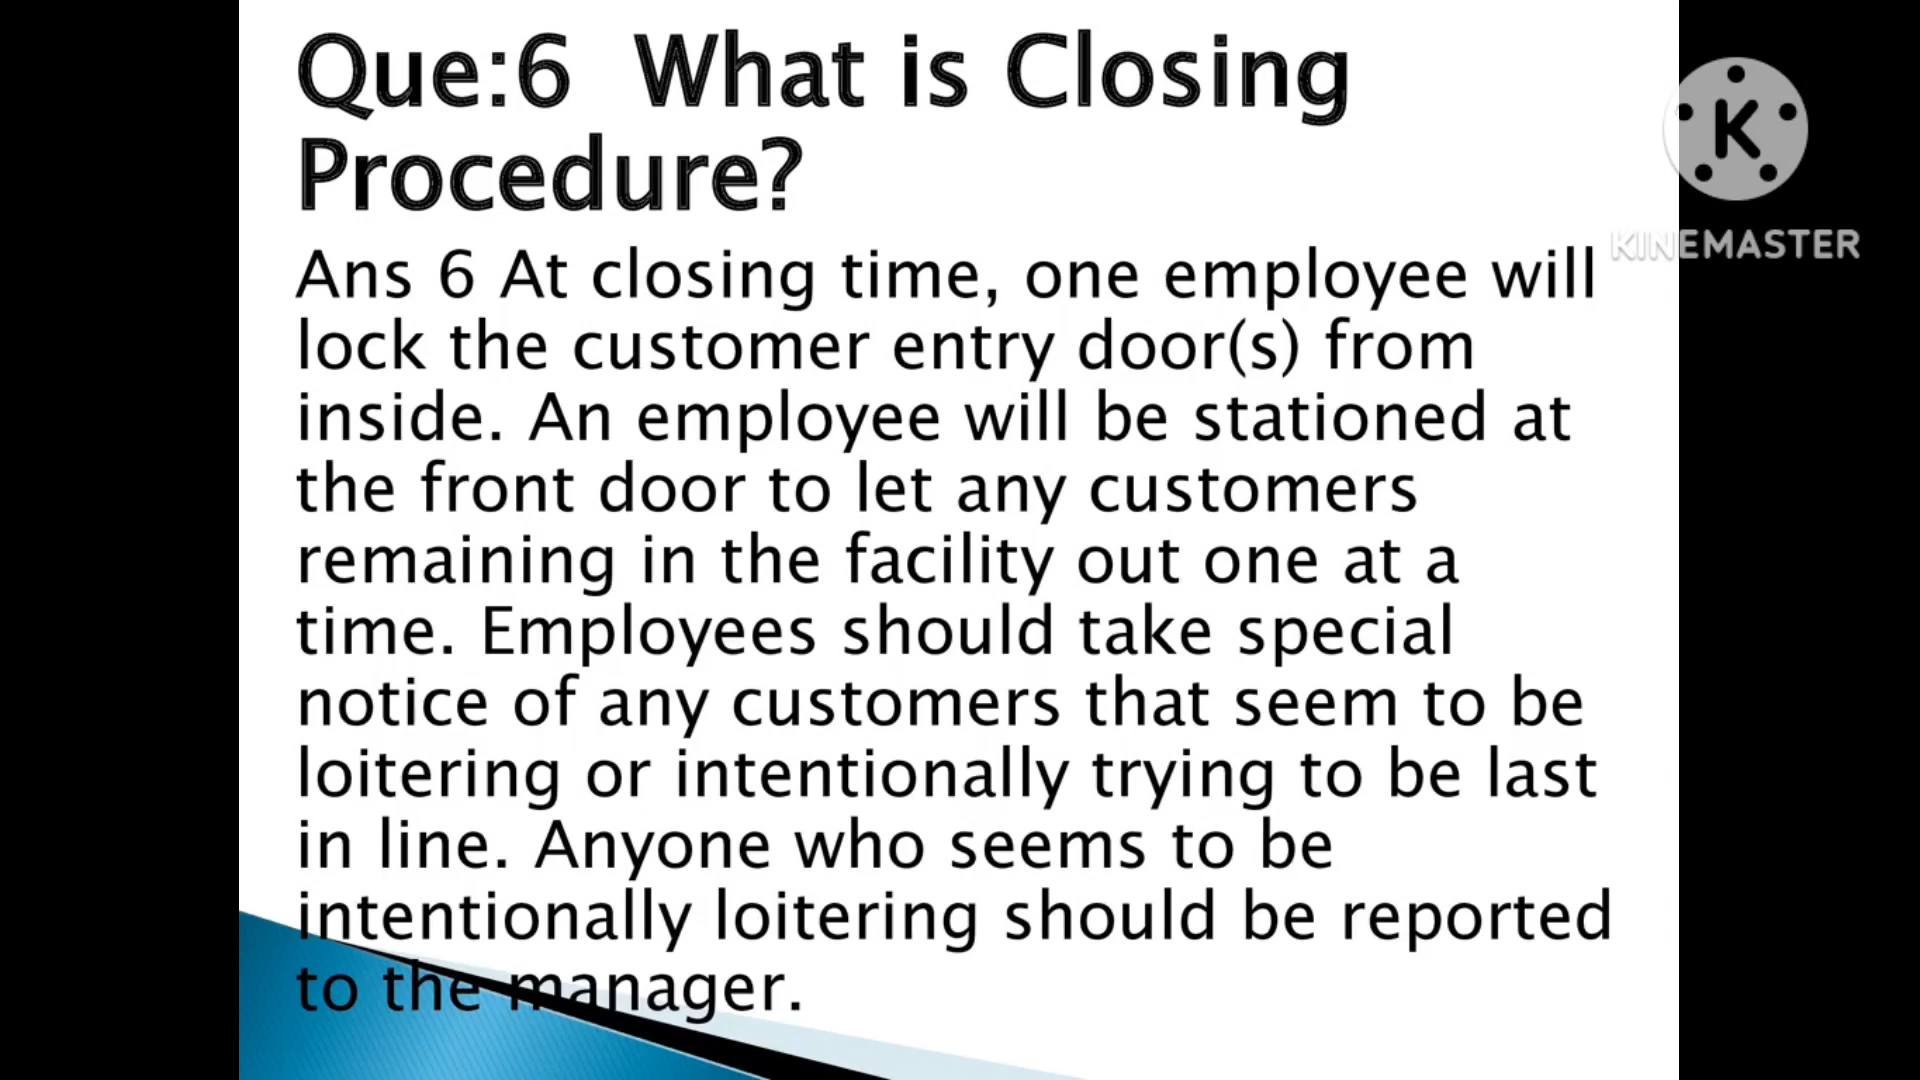 Que:6 What is Closing
Procedure?
Ans 6 At closing time, one employee will
lock the customer entry door(s) from
inside. An employee will be stationed at
the front door to let any customers
remaining in the facility out one at a
time. Employees should take special
notice of any customers that seem to be
loitering or intentionally trying to be last
in line. Anyone who seems to be
intentionally loitering should be reported
to the manager.
K
KINEMASTER